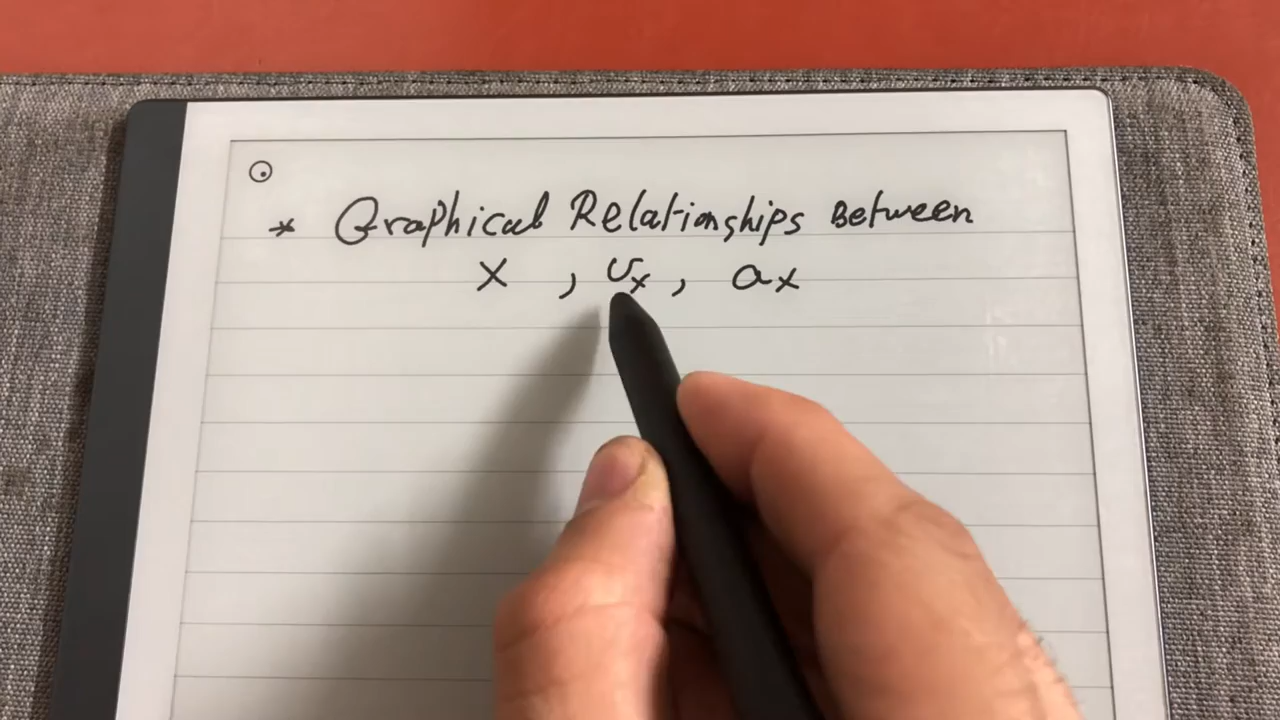 * Graphical Relationships Between
x , vx, ax